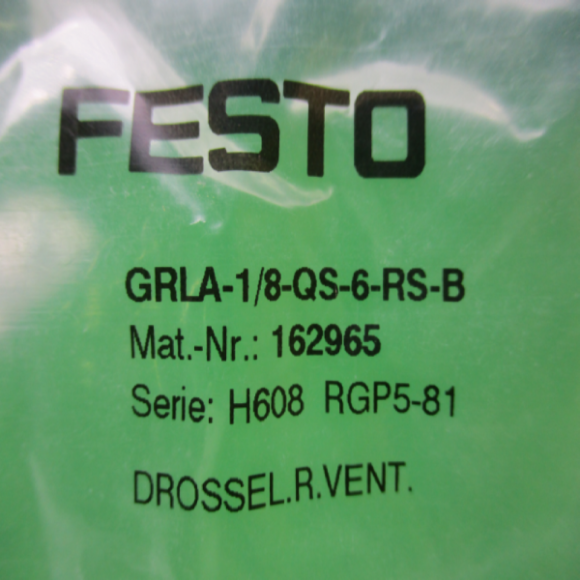 FESTO
GRLA-1/8-QS-6-RS-B
Mat.-Nr.: 162965
Serie: H608 RGP5-81
DROSSEL.R.VENT.